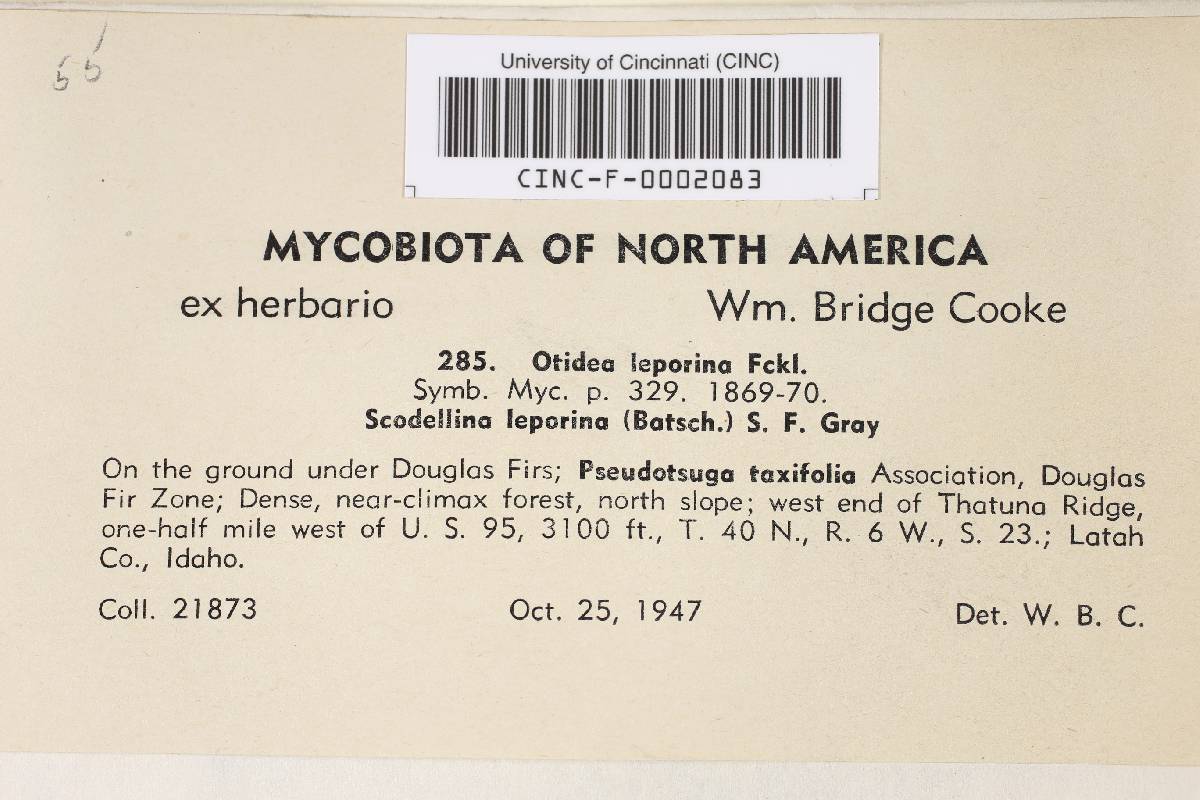 55
University of Cincinnati (CINC)
CINC-F-0002083
MYCOBIOTA OF NORTH AMERICA
ex herbario Wm. Bridge Cooke
285. Otidea leporina Fckl.
Symb. Myc. p. 329. 1869-70.
Scodellina leporina (Batsch.) S. F. Gray
On the ground under Douglas Firs; Pseudotsuga taxifolia Association, Douglas
Fir Zone; Dense, near-climax forest, north slope; west end of Thatuna Ridge,
one-half mile west of U. S. 95, 3100 ft., T. 40 N., R. 6 W., S. 23.; Latah
Co., Idaho.
Coll. 21873 Oct. 25, 1947 Det. W. B. C.